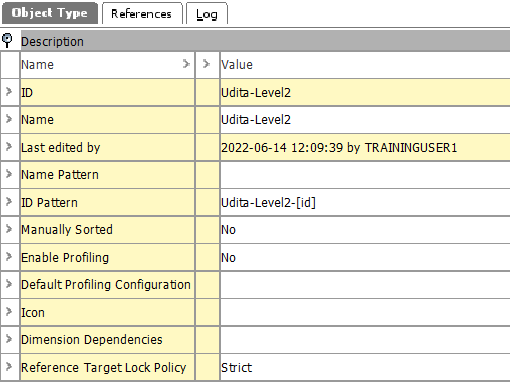 Object Type References Log
Description
Name Value
ID Udita-Level2
Name Udita-Level2
Last edited by 2022-06-14 12:09:39 by TRAININGUSER1
Name Pattern
ID Pattern Udita-Level2-[id]
Manually Sorted No
Enable Profiling No
Default Profiling Configuration
Icon
Dimension Dependencies
Reference Target Lock Policy Strict